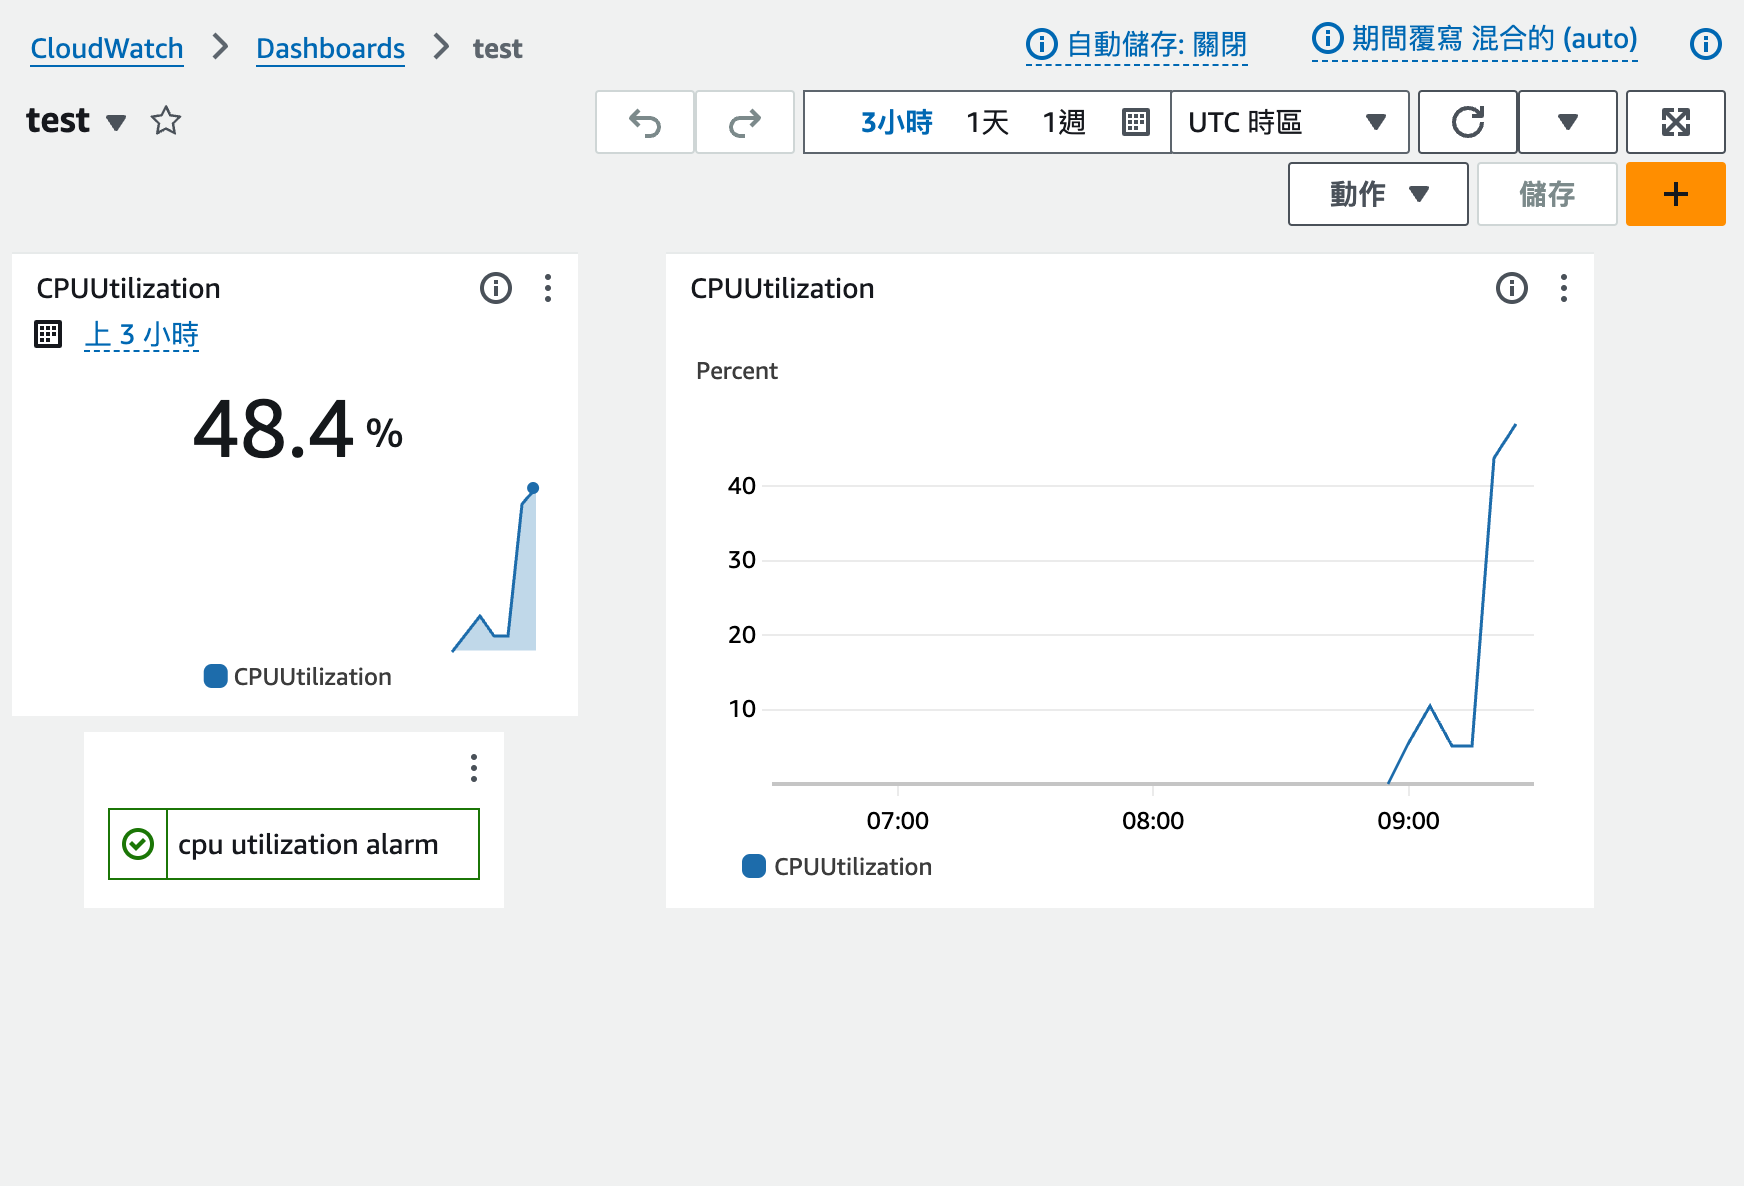 CloudWatch > Dashboards > test
自動儲存: 關閉
期間覆寫 混合的 (auto)
test
3小時 1天 1週
UTC 時區
動作
儲存
CPUUtilization
上 3 小時
48.4 %
CPUUtilization
cpu utilization alarm
CPUUtilization
Percent
40
30
20
10
07:00 08:00 09:00
CPUUtilization